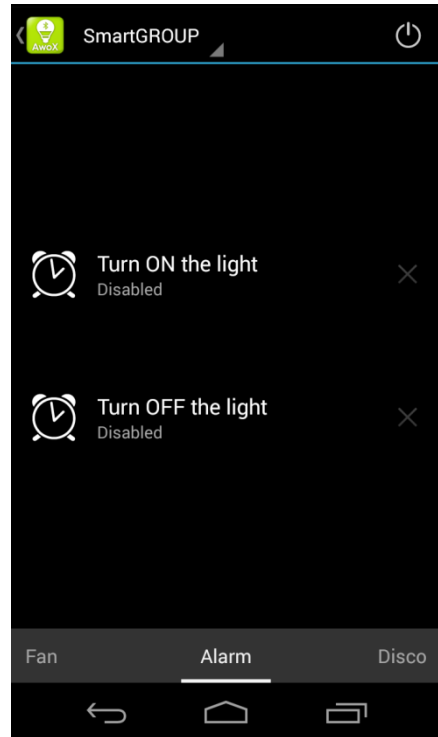 AwoX
SmartGROUP
Turn ON the light
Disabled
Turn OFF the light
Disabled
Fan Alarm Disco